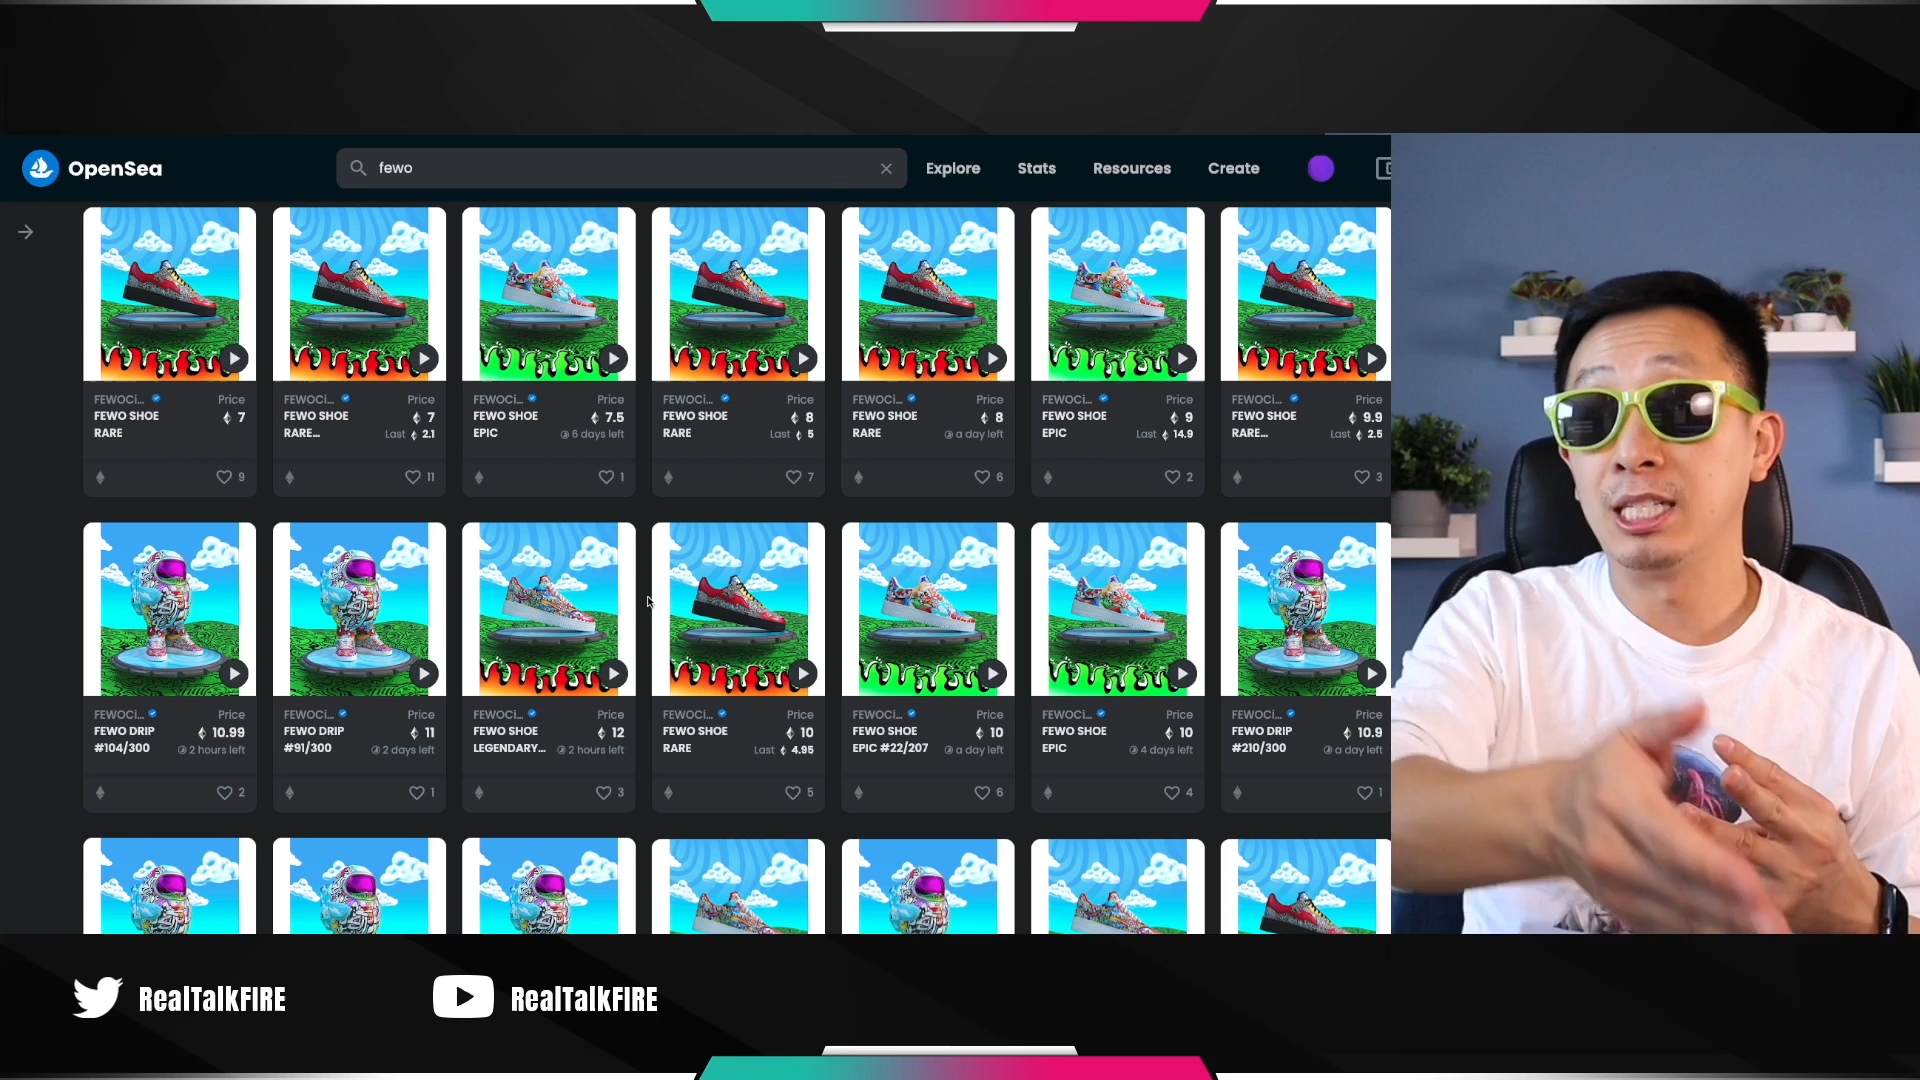 OpenSea
fewo
Explore
Stats
Resources
Create
FEWOCi... Price
FEWO SHOE 7
RARE
9
FEWOCi... Price
FEWO SHOE 7
RARE... Last 2.1
11
FEWOCi... Price
FEWO SHOE 7.5
EPIC 6 days left
1
FEWOCi... Price
FEWO SHOE 8
RARE Last 5
7
FEWOCi... Price
FEWO SHOE 8
RARE a day left
6
FEWOCi... Price
FEWO SHOE 9
EPIC Last 14.9
2
FEWOCi... Price
FEWO SHOE 9.9
RARE... Last 2.5
3
FEWOCi... Price
FEWO DRIP 10.99
#104/300 2 hours left
2
FEWOCi... Price
FEWO DRIP 11
#91/300 2 days left
1
FEWOCi... Price
FEWO SHOE 12
LEGENDARY... 2 hours left
3
FEWOCi... Price
FEWO SHOE 10
RARE Last 4.95
5
FEWOCi... Price
FEWO SHOE 10
EPIC #22/207 a day left
6
FEWOCi... Price
FEWO SHOE 10
EPIC 4 days left
4
FEWOCi... Price
FEWO DRIP 10.9
#210/300 a day left
1
RealTalkFIRE
RealTalkFIRE